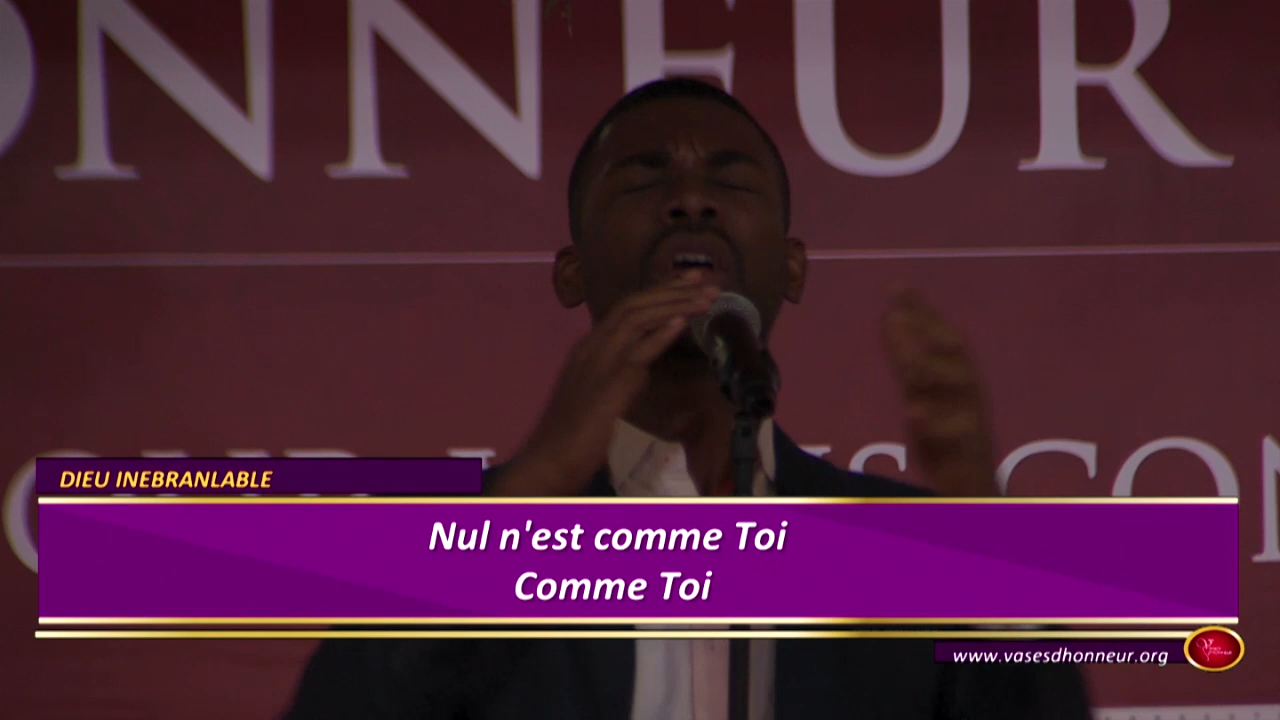 ONNEUR
DIEU INEBRANLABLE
Nul n'est comme Toi
Comme Toi
www.vasesdhonneur.org